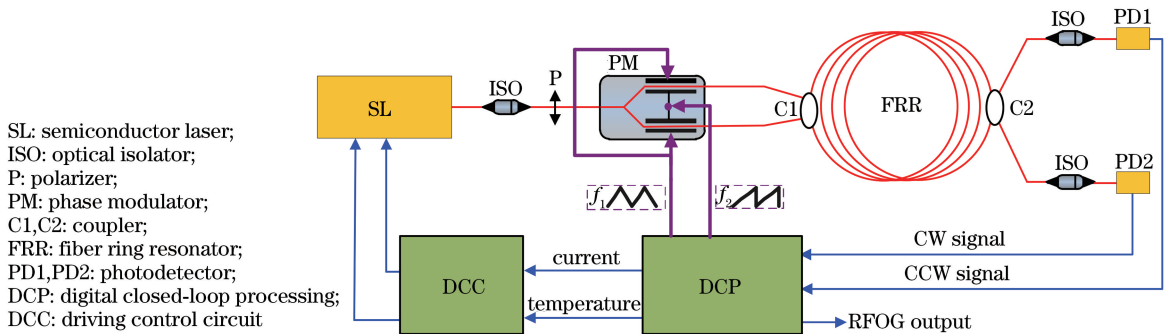 SL: semiconductor laser;
ISO: optical isolator;
P: polarizer;
PM: phase modulator;
C1,C2: coupler;
FRR: fiber ring resonator;
PD1,PD2: photodetector;
DCP: digital closed-loop processing;
DCC: driving control circuit
SL
ISO
P
PM
C1
FRR
C2
ISO
PD1
ISO
PD2
f1
f2
DCC
current
temperature
DCP
CW signal
CCW signal
RFOG output